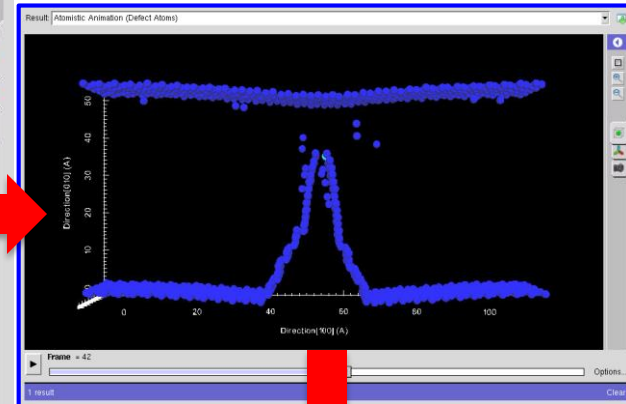 Result: Atomistic Animation (Defect Atoms)
50
40
30
20
10
0
Direction[010] (A)
0 20 40 60 80 100
Direction[100] (A)
Frame = 42
Options...
1 result Clear